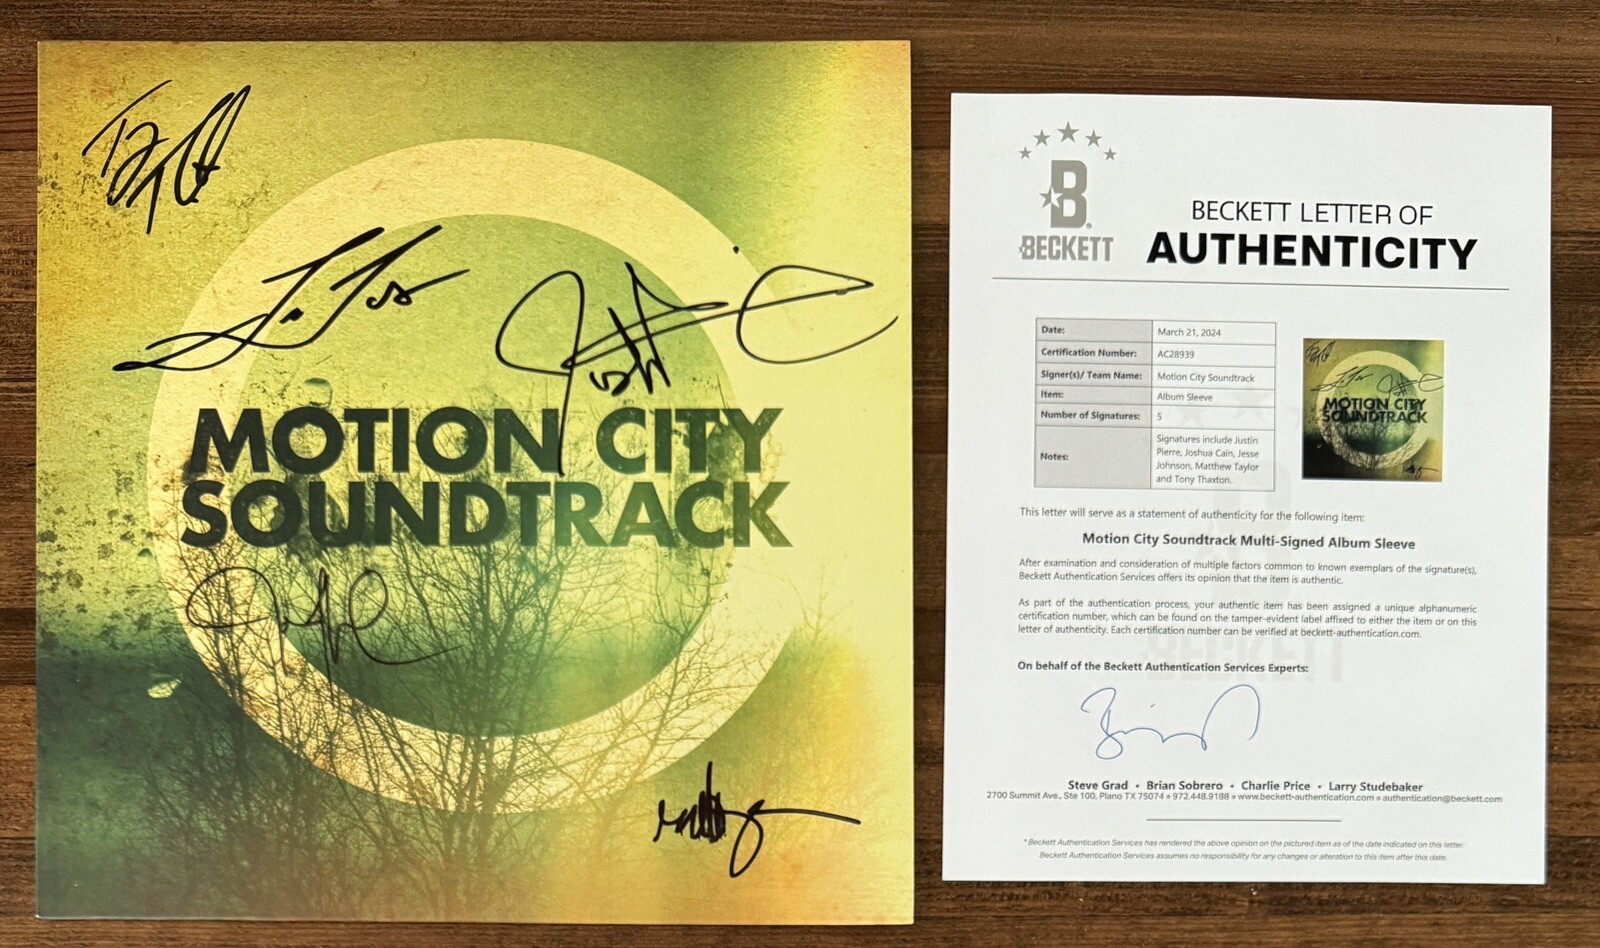 MOTION CITY
SOUNDTRACK
B
BECKETT
BECKETT LETTER OF
AUTHENTICITY
Date: March 21, 2024
Certification Number: AC28939
Signer(s)/ Team Name: Motion City Soundtrack
Item: Album Sleeve
Number of Signatures: 5
Notes: Signatures include Justin
Pierre, Joshua Cain, Jesse
Johnson, Matthew Taylor
and Tony Thaxton.
MOTION CITY
SOUNDTRACK
This letter will serve as a statement of authenticity for the following item:
Motion City Soundtrack Multi-Signed Album Sleeve
After examination and consideration of multiple factors common to known exemplars of the signature(s),
Beckett Authentication Services offers its opinion that the item is authentic.
As part of the authentication process, your authentic item has been assigned a unique alphanumeric
certification number, which can be found on the tamper-evident label affixed to either the item or on this
letter of authenticity. Each certification number can be verified at beckett-authentication.com.
On behalf of the Beckett Authentication Services Experts:
Steve Grad • Brian Sobrero • Charlie Price • Larry Studebaker
2700 Summit Ave., Ste 100, Plano TX 75074 » 972.448.9188 » www.beckett-authentication.com » authentication@beckett.com
* Beckett Authentication Services has rendered the above opinion on the pictured item as of the date indicated on this letter.
Beckett Authentication Services assumes no responsibility for any changes or alteration to this item after this date.